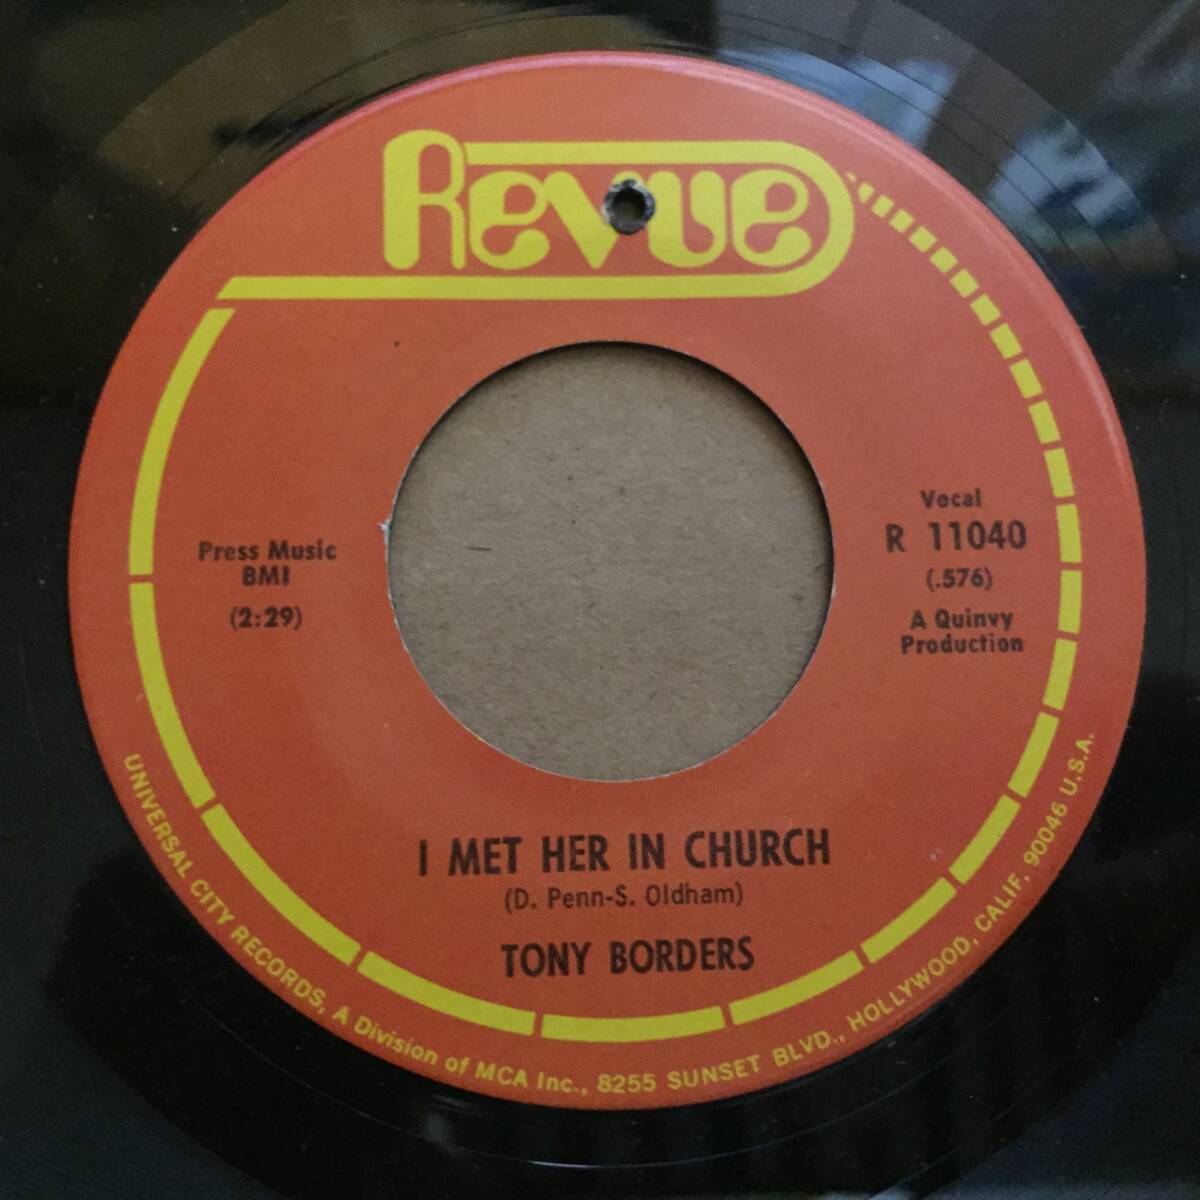 Revue
Press Music
BMI
(2:29)
Vocal
R 11040
(.576)
A Quinvy
Production
I MET HER IN CHURCH
(D. Penn-S. Oldham)
TONY BORDERS
UNIVERSAL CITY RECORDS, A Division of MCA Inc., 8255 SUNSET BLVD., HOLLYWOOD, CALIF. 90046 U.S.A.